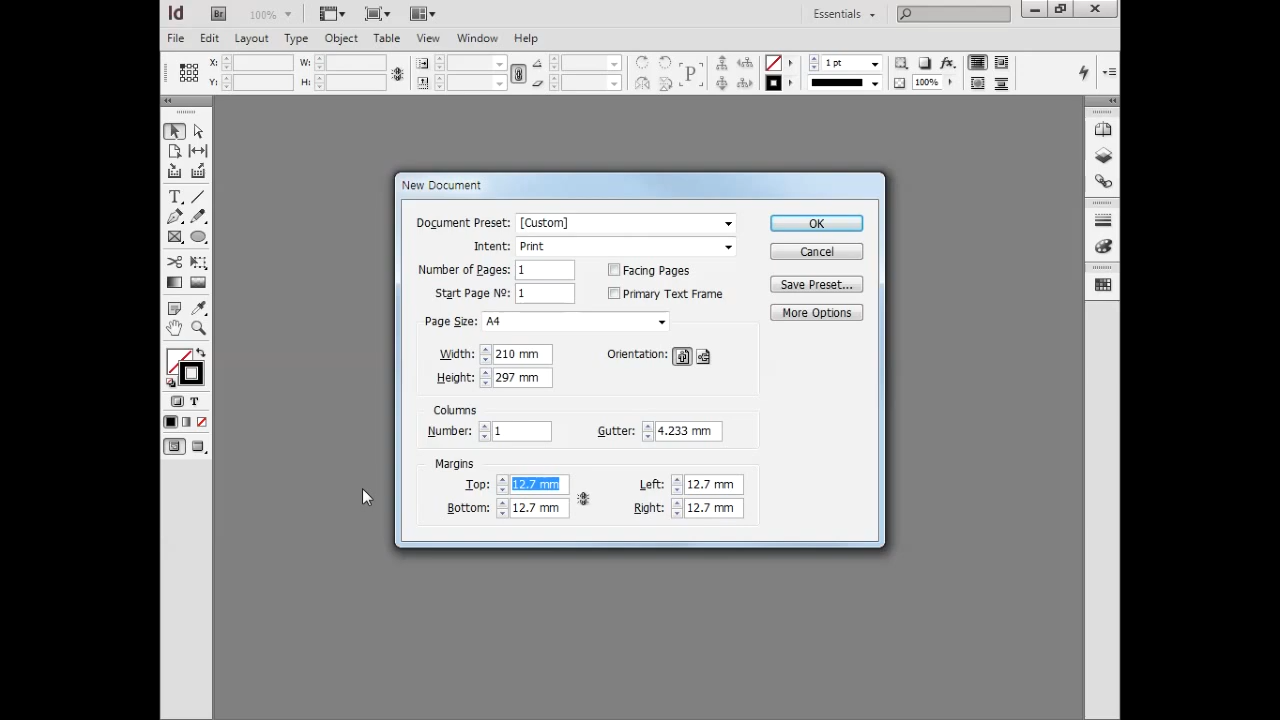 Id Br 100% Essentials
File Edit Layout Type Object Table View Window Help
X: W: 1 pt
Y: H: P 100%
New Document
Document Preset: [Custom] OK
Intent: Print
Cancel
Number of Pages: 1 Facing Pages
Save Preset...
Start Page Nº: 1 Primary Text Frame
More Options
Page Size: A4
Width: 210 mm Orientation:
Height: 297 mm
Columns
Number: 1 Gutter: 4.233 mm
Margins
Top: 12.7 mm Left: 12.7 mm
Bottom: 12.7 mm Right: 12.7 mm